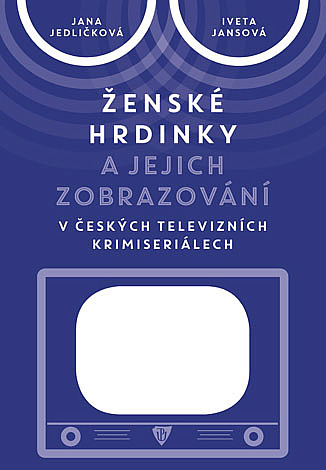 JANA
JEDLIČKOVÁ
IVETA
JANSOVÁ
ŽENSKÉ
HRDINKY
A JEJICH
ZOBRAZOVÁNÍ
V ČESKÝCH TELEVIZNÍCH
KRIMISERIÁLECH